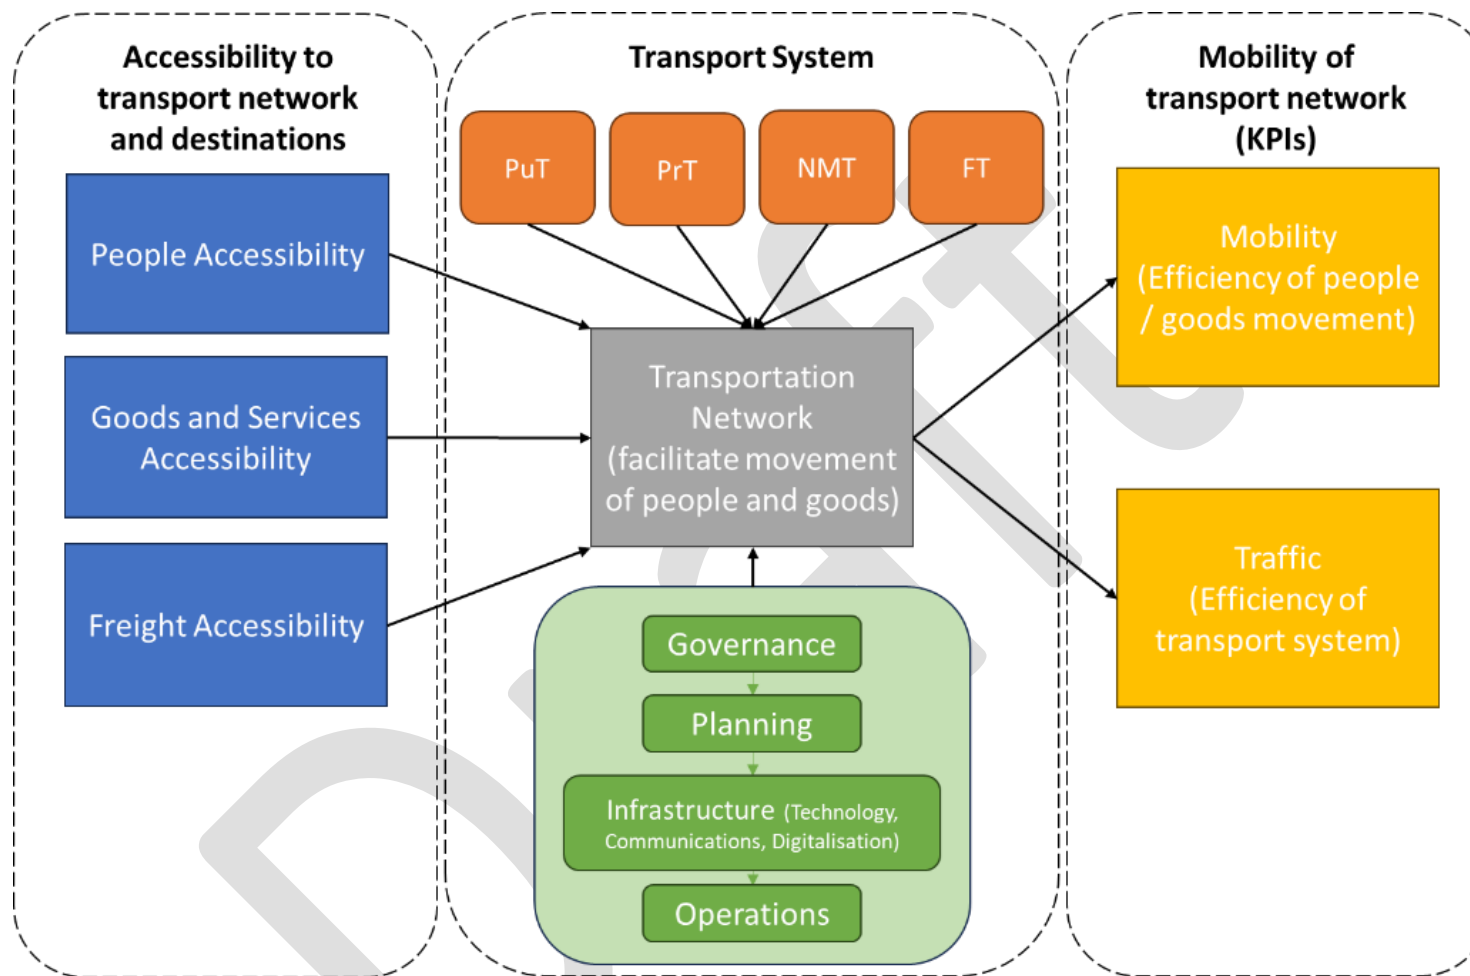 Accessibility to
transport network
and destinations
People Accessibility
Goods and Services
Accessibility
Freight Accessibility
Transport System
PuT
PrT
NMT
FT
Transportation
Network
(facilitate movement
of people and goods)
Governance
Planning
Infrastructure (Technology,
Communications, Digitalisation)
Operations
Mobility of
transport network
(KPIs)
Mobility
(Efficiency of people
/ goods movement)
Traffic
(Efficiency of
transport system)
Draft